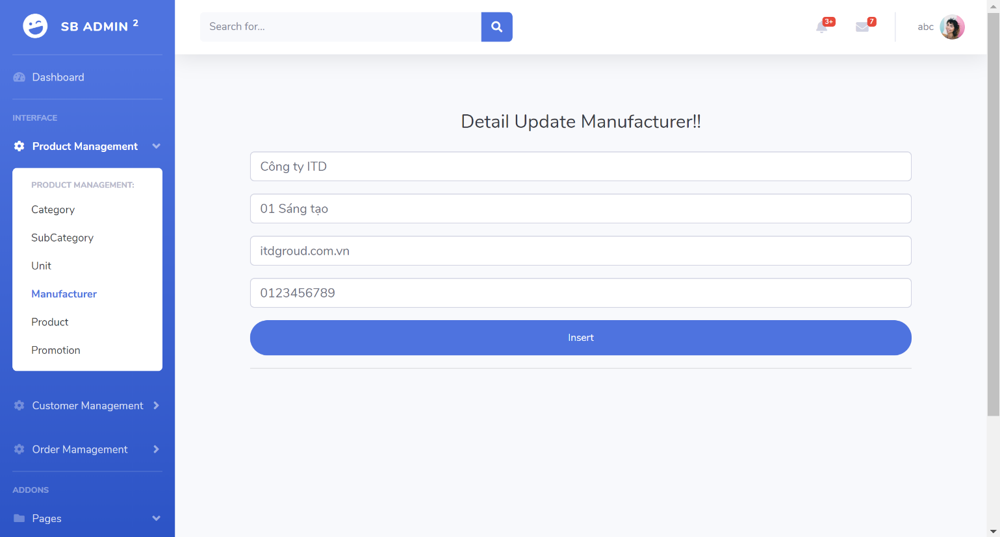 SB ADMIN 2
Dashboard
INTERFACE
Product Management
PRODUCT MANAGEMENT:
Category
SubCategory
Unit
Manufacturer
Product
Promotion
Customer Management
Order Mamagement
ADDONS
Pages
Search for...
3+
7
abc
Detail Update Manufacturer!!
Công ty ITD
01 Sáng tạo
itdgroud.com.vn
0123456789
Insert